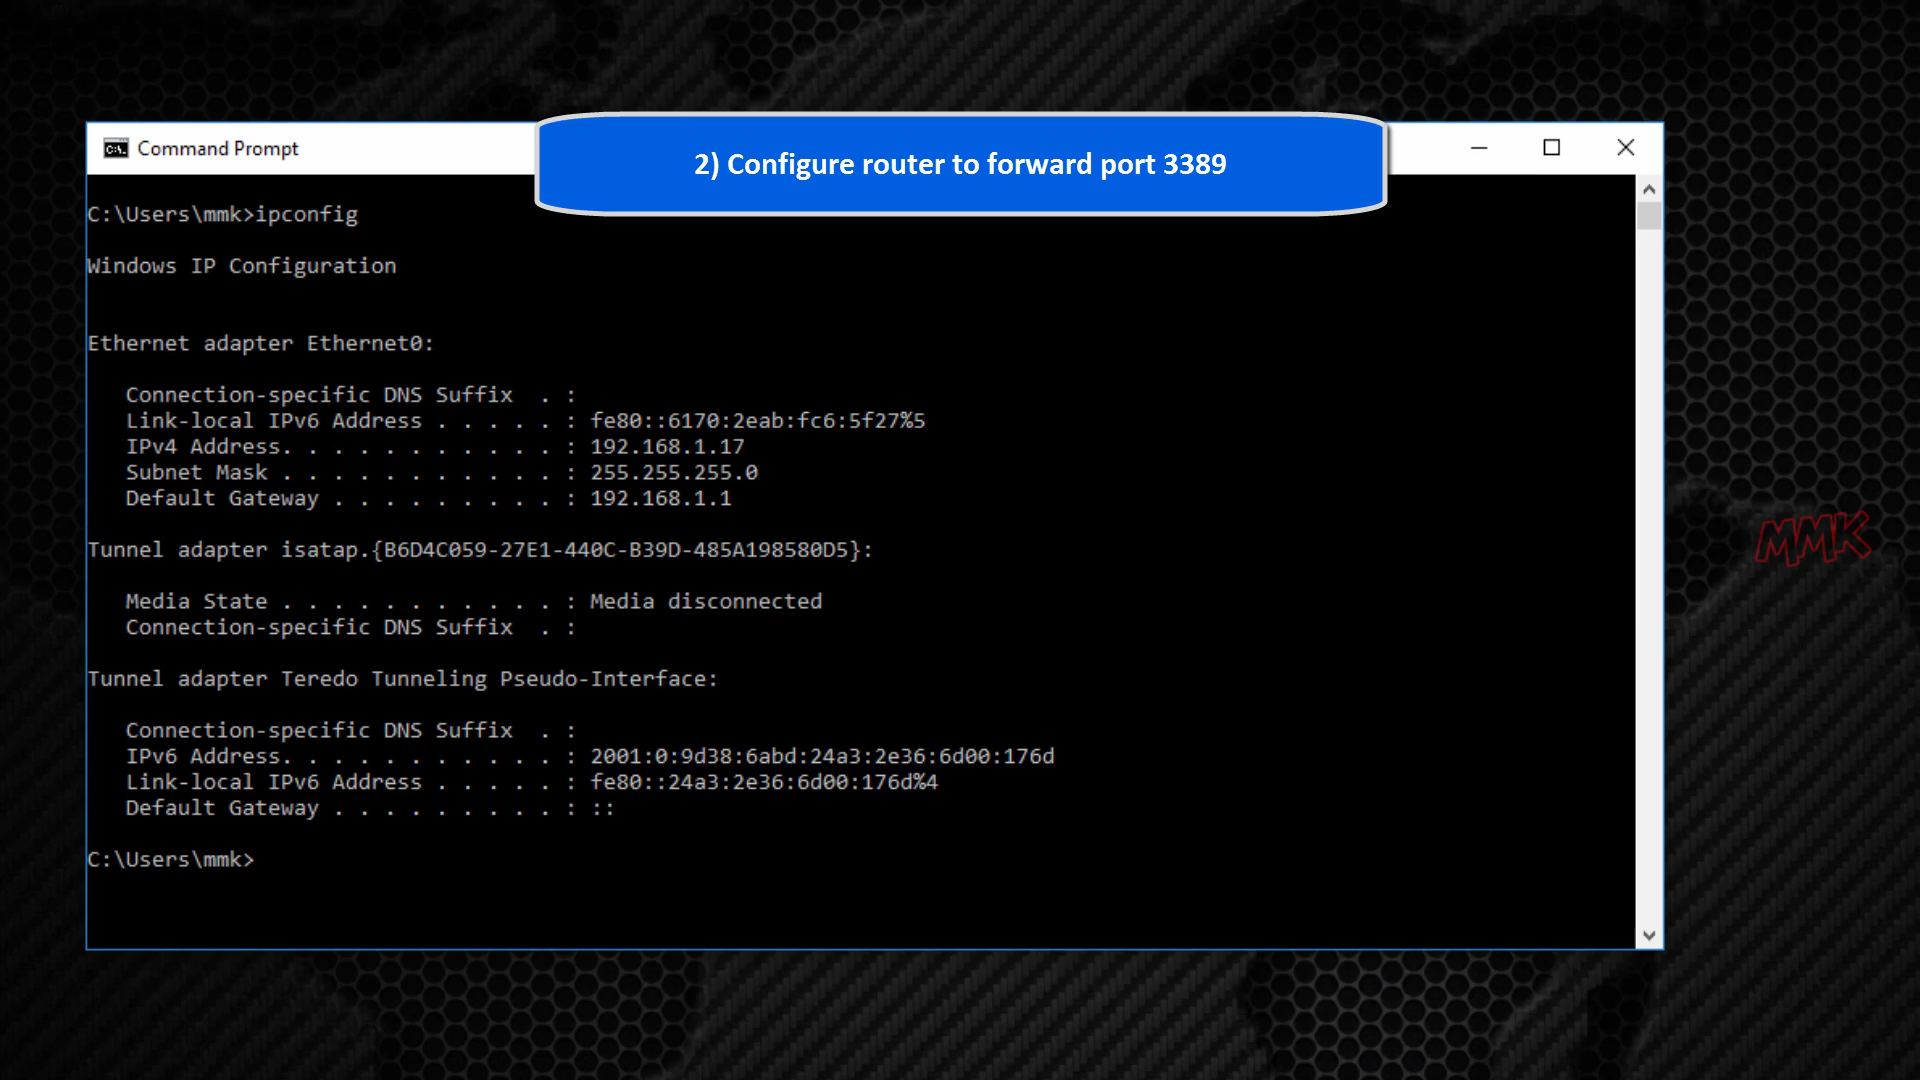 Command Prompt
2) Configure router to forward port 3389
C:\Users\mmk>ipconfig
Windows IP Configuration
Ethernet adapter Ethernet0:
Connection-specific DNS Suffix  . :
Link-local IPv6 Address . . . . . : fe80::6170:2eab:fc6:5f27%5
IPv4 Address. . . . . . . . . . . : 192.168.1.17
Subnet Mask . . . . . . . . . . . : 255.255.255.0
Default Gateway . . . . . . . . . : 192.168.1.1
Tunnel adapter isatap.{B6D4C059-27E1-440C-B39D-485A198580D5}:
Media State . . . . . . . . . . . : Media disconnected
Connection-specific DNS Suffix  . :
Tunnel adapter Teredo Tunneling Pseudo-Interface:
Connection-specific DNS Suffix  . :
IPv6 Address. . . . . . . . . . . : 2001:0:9d38:6abd:24a3:2e36:6d00:176d
Link-local IPv6 Address . . . . . : fe80::24a3:2e36:6d00:176d%4
Default Gateway . . . . . . . . . : ::
C:\Users\mmk>
MMK